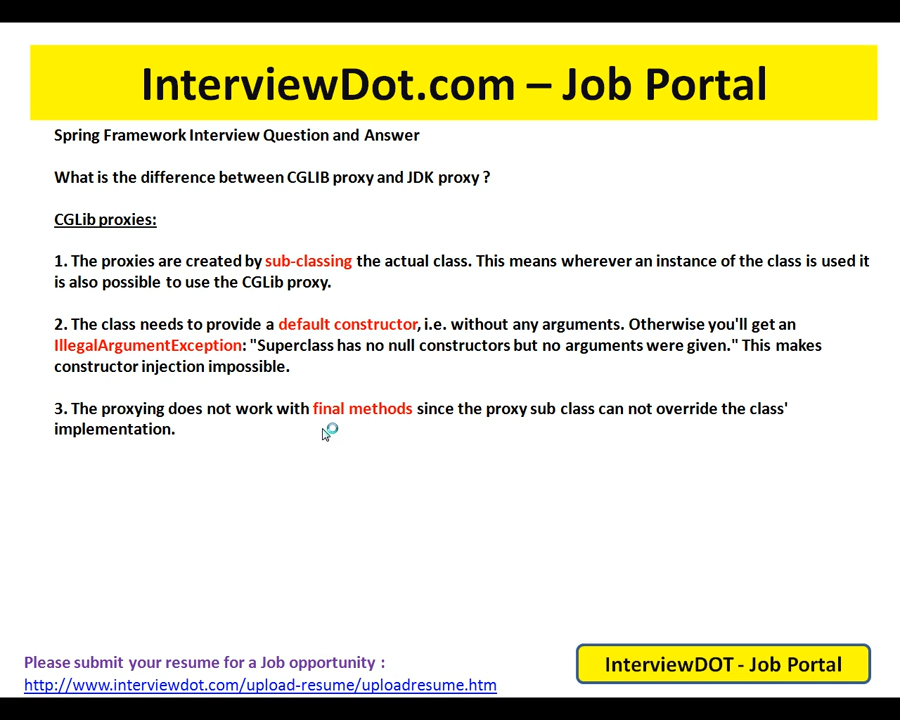 InterviewDot.com – Job Portal
Spring Framework Interview Question and Answer
What is the difference between CGLIB proxy and JDK proxy ?
CGLib proxies:
1. The proxies are created by sub-classing the actual class. This means wherever an instance of the class is used it
is also possible to use the CGLib proxy.
2. The class needs to provide a default constructor, i.e. without any arguments. Otherwise you'll get an
IllegalArgumentException: "Superclass has no null constructors but no arguments were given." This makes
constructor injection impossible.
3. The proxying does not work with final methods since the proxy sub class can not override the class'
implementation.
Please submit your resume for a Job opportunity :
http://www.interviewdot.com/upload-resume/uploadresume.htm
InterviewDOT - Job Portal